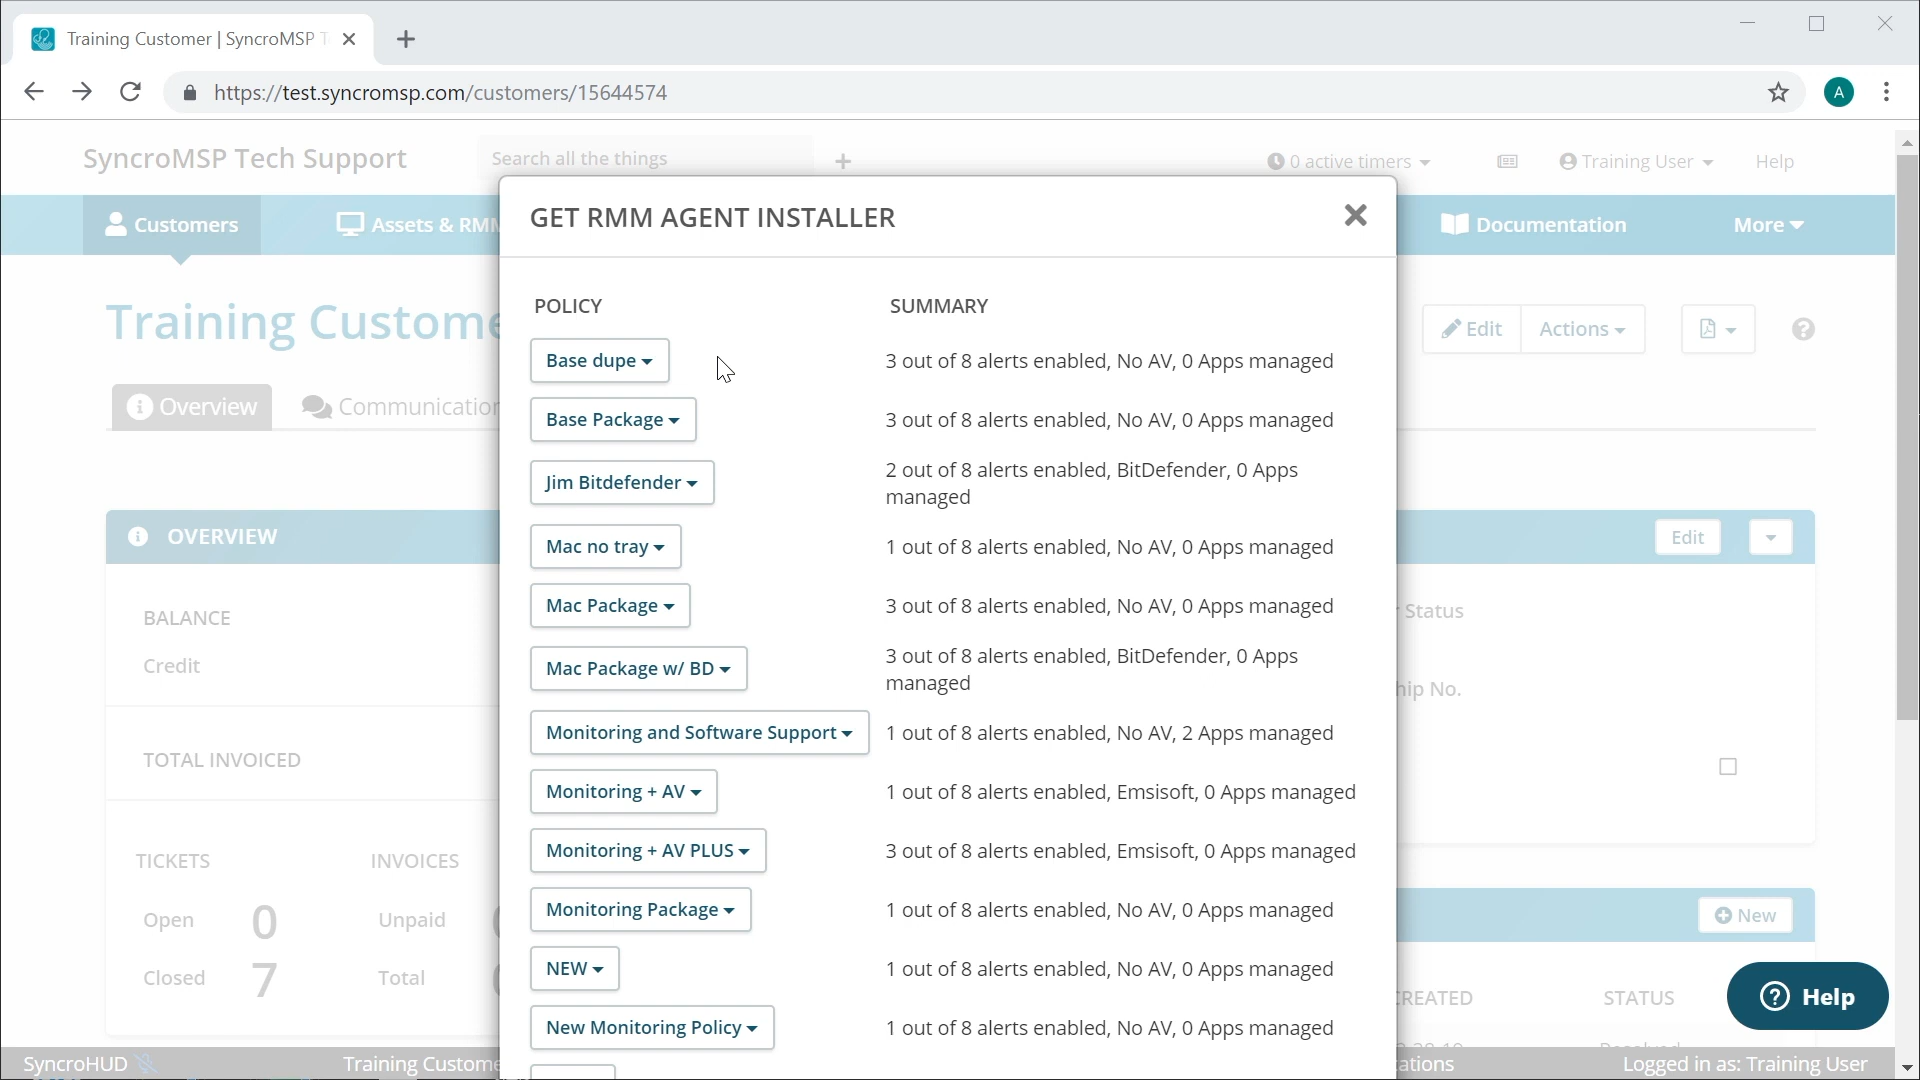 Training Customer | SyncroMSP T
https://test.syncromsp.com/customers/15644574
A
SyncroMSP Tech Support
Search all the things
0 active timers
Training User
Help
Customers
Assets & RMM
Documentation
More
GET RMM AGENT INSTALLER
Training Custome
Edit
Actions
Overview
Communication
POLICY
SUMMARY
Base dupe
3 out of 8 alerts enabled, No AV, 0 Apps managed
Base Package
3 out of 8 alerts enabled, No AV, 0 Apps managed
Jim Bitdefender
2 out of 8 alerts enabled, BitDefender, 0 Apps
managed
Mac no tray
1 out of 8 alerts enabled, No AV, 0 Apps managed
Mac Package
3 out of 8 alerts enabled, No AV, 0 Apps managed
Mac Package w/ BD
3 out of 8 alerts enabled, BitDefender, 0 Apps
managed
Monitoring and Software Support
1 out of 8 alerts enabled, No AV, 2 Apps managed
Monitoring + AV
1 out of 8 alerts enabled, Emsisoft, 0 Apps managed
Monitoring + AV PLUS
3 out of 8 alerts enabled, Emsisoft, 0 Apps managed
Monitoring Package
1 out of 8 alerts enabled, No AV, 0 Apps managed
NEW
1 out of 8 alerts enabled, No AV, 0 Apps managed
New Monitoring Policy
1 out of 8 alerts enabled, No AV, 0 Apps managed
OVERVIEW
BALANCE
Credit
TOTAL INVOICED
TICKETS
INVOICES
Open 0
Unpaid
Closed 7
Total
Edit
Status
hip No.
New
CREATED
STATUS
Help
SyncroHUD
Training Custome
ations
Logged in as: Training User